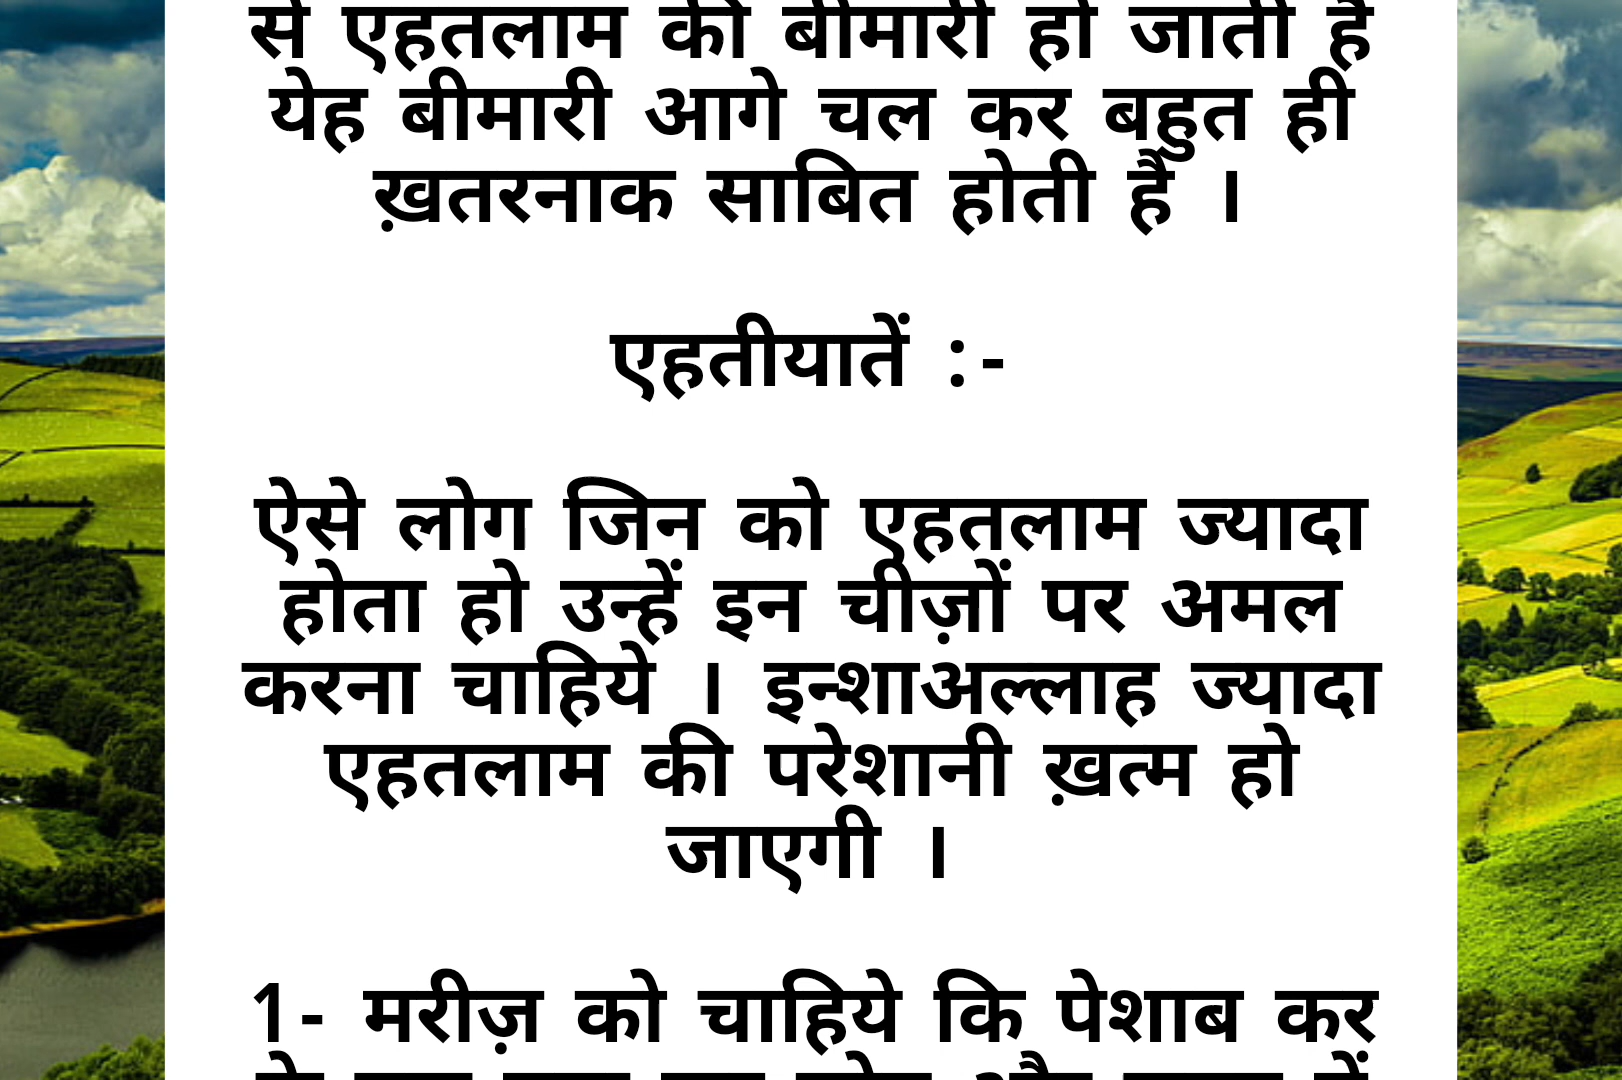 से एहतलाम की बीमारी हो जाती है
येह बीमारी आगे चल कर बहुत ही
ख़तरनाक साबित होती है ।
एहतीयातें :-
ऐसे लोग जिन को एहतलाम ज्यादा
होता हो उन्हें इन चीज़ों पर अमल
करना चाहिये । इन्शाअल्लाह ज्यादा
एहतलाम की परेशानी ख़त्म हो
जाएगी ।
1- मरीज़ को चाहिये कि पेशाब कर